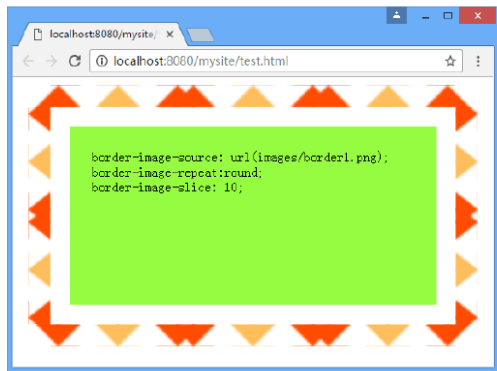 localhost:8080/mysite/
localhost:8080/mysite/test.html
border-image-source: url(images/border1.png);
border-image-repeat:round;
border-image-slice: 10;